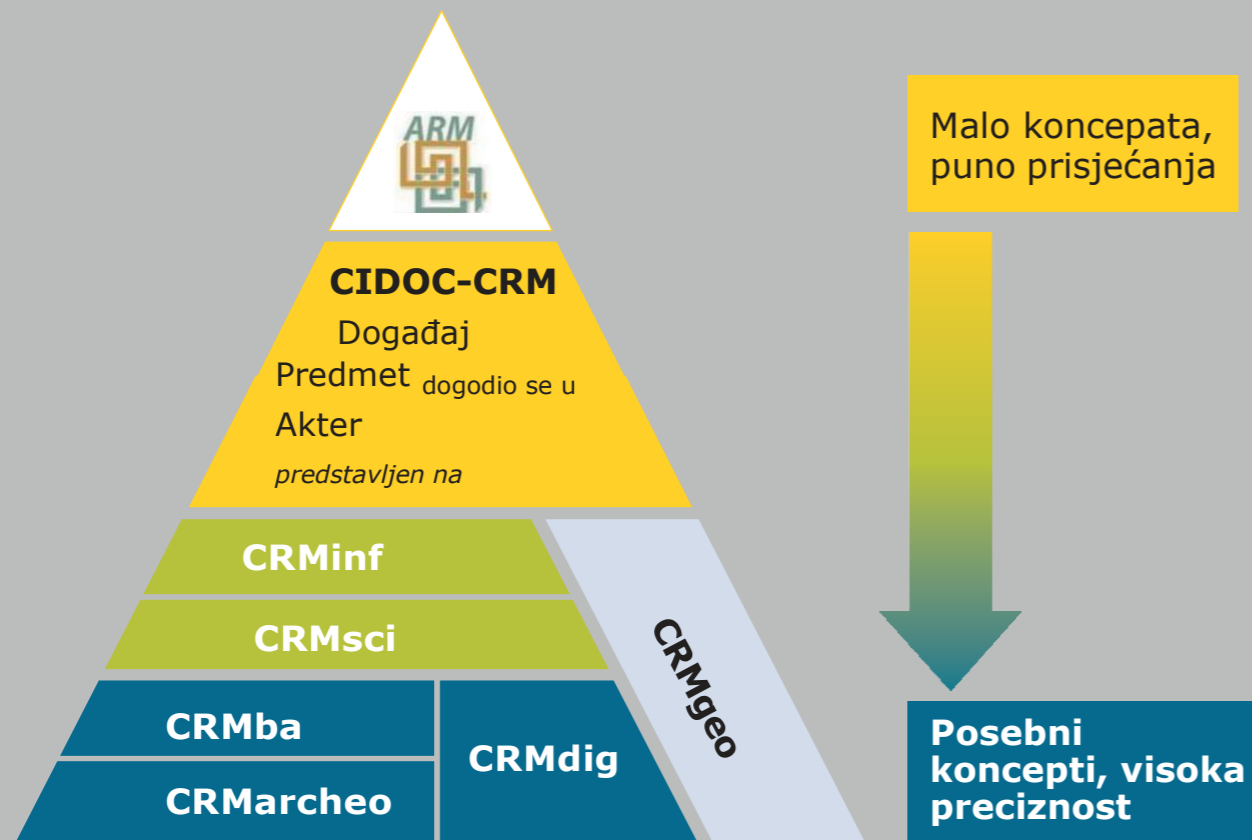 ARM
Malo koncepata,
puno prisjećanja
CIDOC-CRM
Događaj
Predmet dogodio se u
Akter
predstavljen na
CRMinf
CRMsci
CRMgeo
CRMba
CRMdig
CRMarcheo
Posebni
koncepti, visoka
preciznost